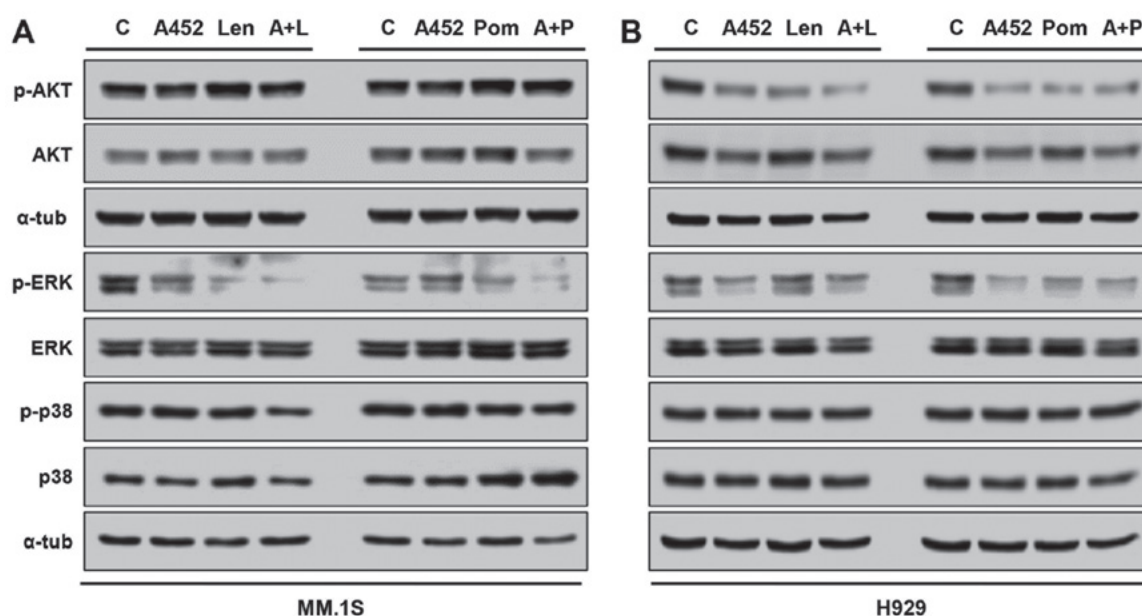 A C A452 Len A+L C A452 Pom A+P B C A452 Len A+L C A452 Pom A+P
p-AKT
AKT
α-tub
p-ERK
ERK
p-p38
p38
α-tub
MM.1S H929